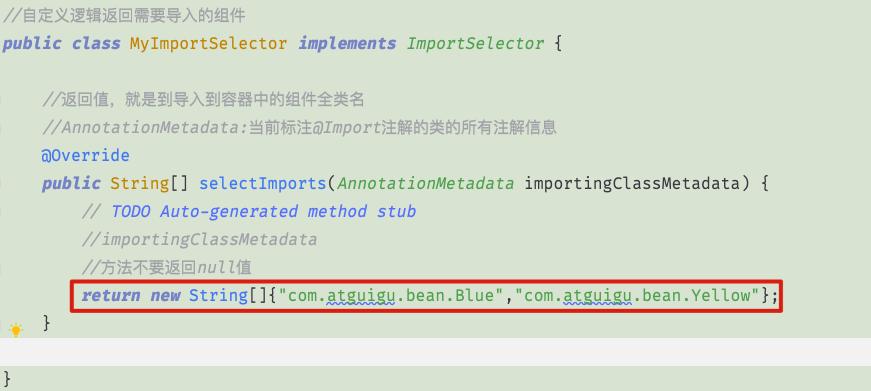 //自定义逻辑返回需要导入的组件
public class MyImportSelector implements ImportSelector {
//返回值，就是到导入到容器中的组件全类名
//AnnotationMetadata:当前标注@Import注解的类的所有注解信息
@Override
public String[] selectImports(AnnotationMetadata importingClassMetadata) {
// TODO Auto-generated method stub
//importingClassMetadata
//方法不要返回null值
return new String[]{"com.atguigu.bean.Blue","com.atguigu.bean.Yellow"};
}
}